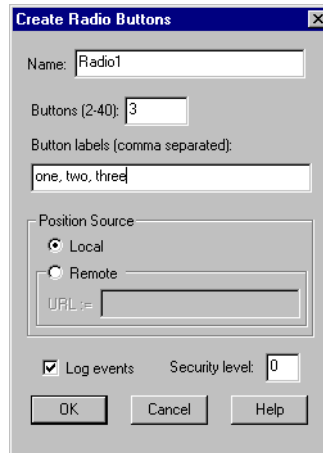 Create Radio Buttons
Name: Radio1
Buttons (2-40): 3
Button labels (comma separated):
one, two, three
Position Source
Local
Remote
URL :=
Log events Security level: 0
OK Cancel Help